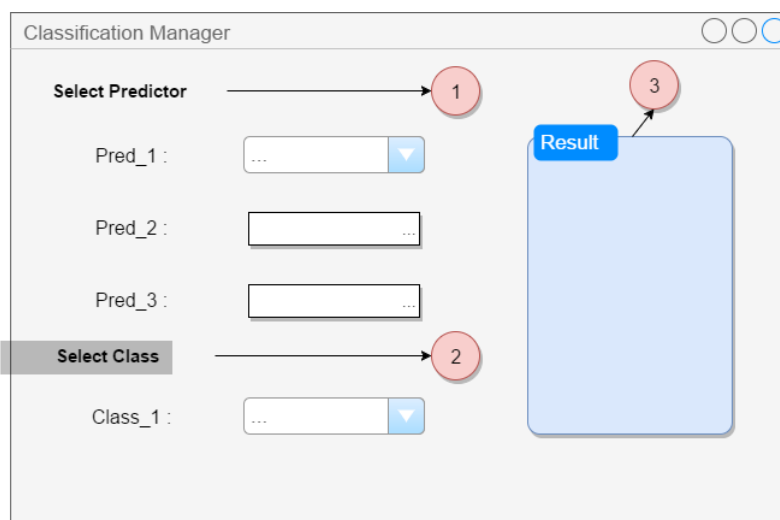 Classification Manager
Select Predictor
1
3
Result
Pred_1 :
...
Pred_2 :
...
Pred_3 :
...
Select Class
2
Class_1 :
...